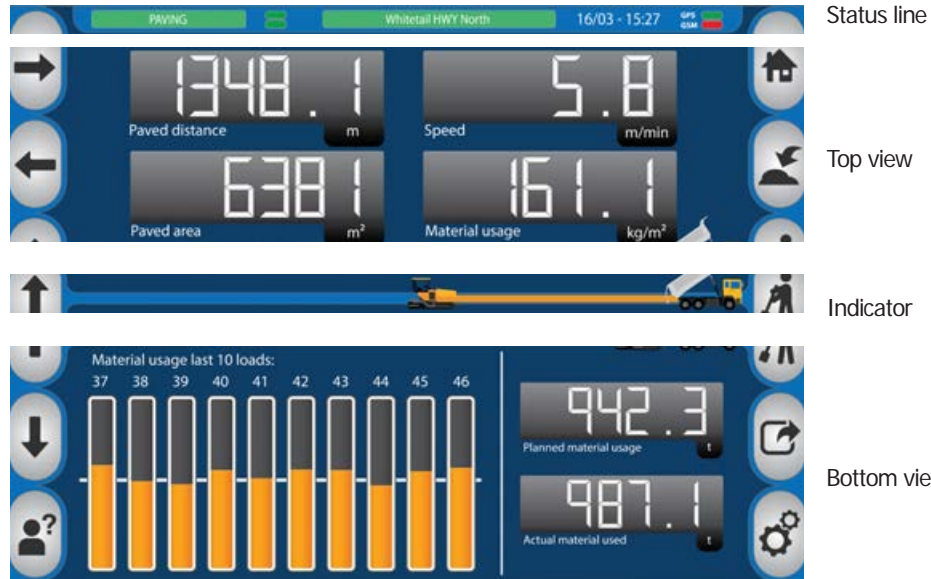 PAVING Whitetail HWY North 16/03 - 15:27 GPS
GSM
Status line
1348.1 5.8
Paved distance m Speed m/min
Top view
6381 161.1
Paved area m² Material usage kg/m²
Indicator
Material usage last 10 loads:
37 38 39 40 41 42 43 44 45 46
942.3
Planned material usage t
Bottom vie
987.1
Actual material used t
?